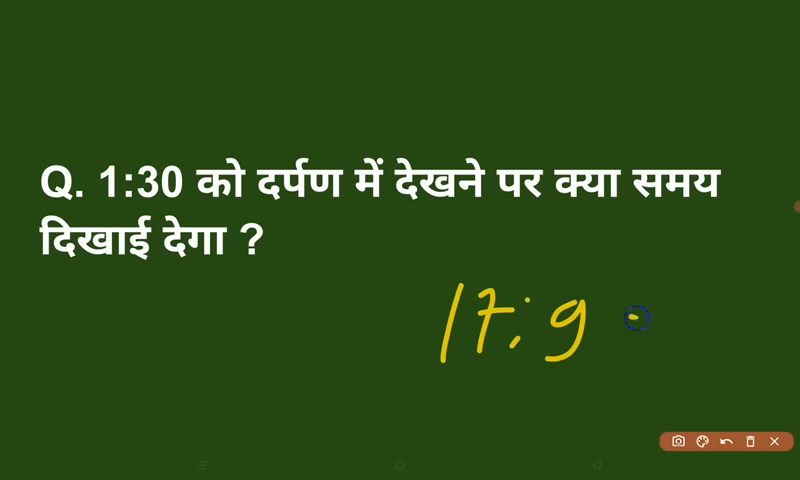 Q. 1:30 को दर्पण में देखने पर क्या समय
दिखाई देगा ?
17; 9